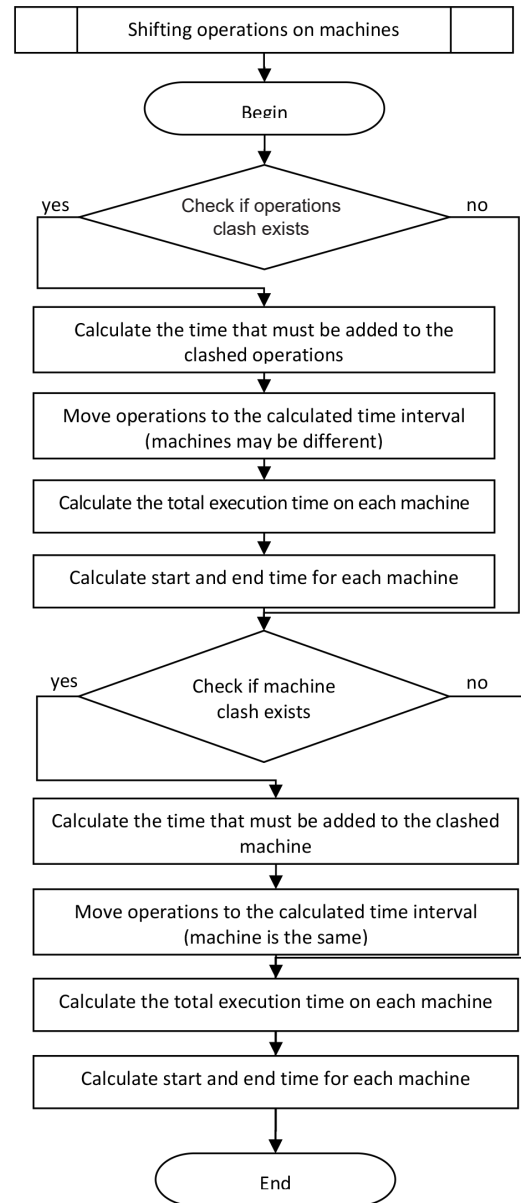 Shifting operations on machines
Begin
Check if operations
clash exists
yes
no
Calculate the time that must be added to the
clashed operations
Move operations to the calculated time interval
(machines may be different)
Calculate the total execution time on each machine
Calculate start and end time for each machine
Check if machine
clash exists
yes
no
Calculate the time that must be added to the clashed
machine
Move operations to the calculated time interval
(machine is the same)
Calculate the total execution time on each machine
Calculate start and end time for each machine
End